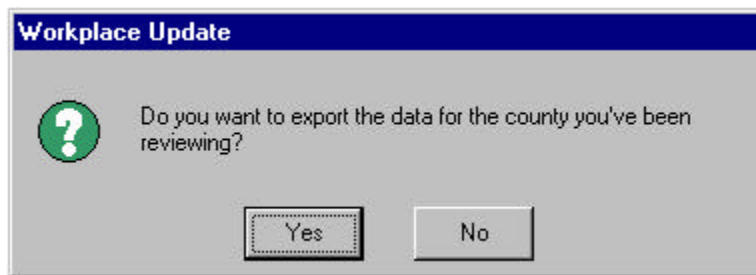 Workplace Update
Do you want to export the data for the county you've been
reviewing?
Yes
No